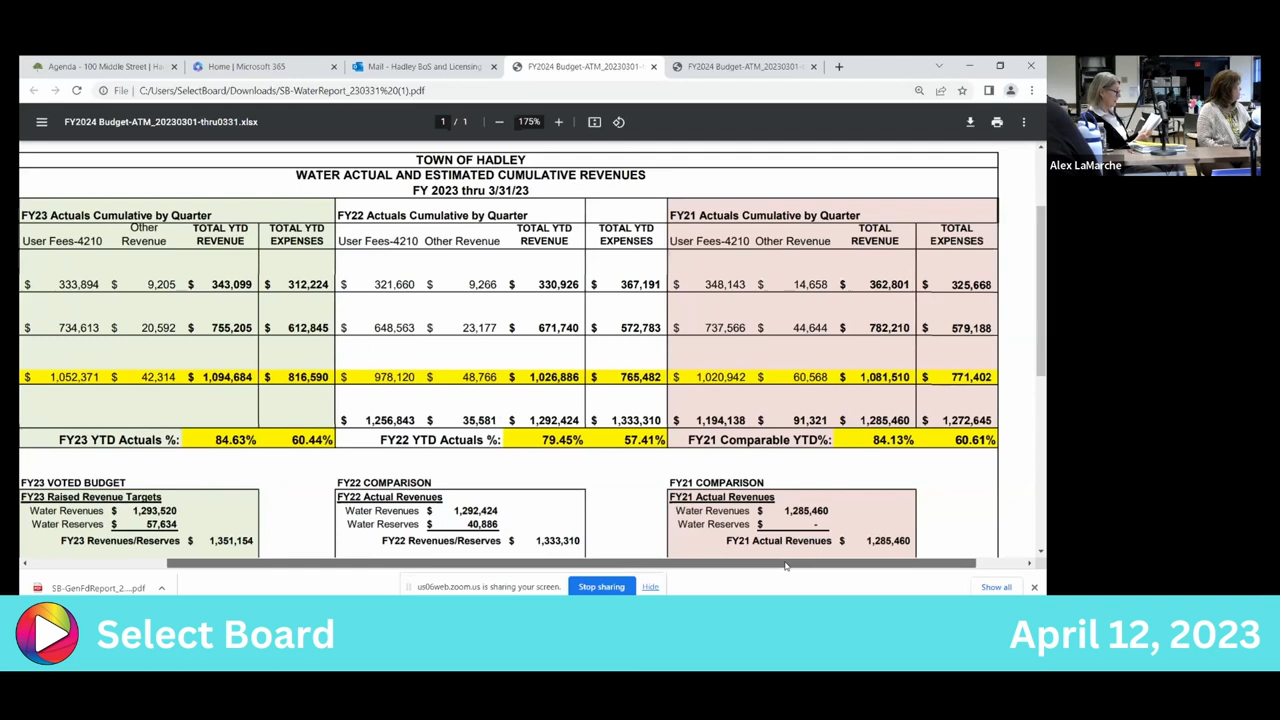 Agenda - 100 Middle Street | Ha
Home | Microsoft 365
Mail - Hadley BoS and Licensing
FY2024 Budget-ATM_20230301-
FY2024 Budget-ATM_20230301-
File | C:/Users/SelectBoard/Downloads/SB-WaterReport_230331%20(1).pdf
FY2024 Budget-ATM_20230301-thru0331.xlsx
1 / 1
175%
Alex LaMarche
TOWN OF HADLEY
WATER ACTUAL AND ESTIMATED CUMULATIVE REVENUES
FY 2023 thru 3/31/23
FY23 Actuals Cumulative by Quarter FY22 Actuals Cumulative by Quarter FY21 Actuals Cumulative by Quarter
User Fees-4210 Other Revenue TOTAL YTD REVENUE TOTAL YTD EXPENSES User Fees-4210 Other Revenue TOTAL YTD REVENUE TOTAL YTD EXPENSES User Fees-4210 Other Revenue TOTAL REVENUE TOTAL EXPENSES
$ 333,894 $ 9,205 $ 343,099 $ 312,224 $ 321,660 $ 9,266 $ 330,926 $ 367,191 $ 348,143 $ 14,658 $ 362,801 $ 325,668
$ 734,613 $ 20,592 $ 755,205 $ 612,845 $ 648,563 $ 23,177 $ 671,740 $ 572,783 $ 737,566 $ 44,644 $ 782,210 $ 579,188
$ 1,052,371 $ 42,314 $ 1,094,684 $ 816,590 $ 978,120 $ 48,766 $ 1,026,886 $ 765,482 $ 1,020,942 $ 60,568 $ 1,081,510 $ 771,402
$ 1,256,843 $ 35,581 $ 1,292,424 $ 1,333,310 $ 1,194,138 $ 91,321 $ 1,285,460 $ 1,272,645
FY23 YTD Actuals %: 84.63% 60.44% FY22 YTD Actuals %: 79.45% 57.41% FY21 Comparable YTD%: 84.13% 60.61%
FY23 VOTED BUDGET FY22 COMPARISON FY21 COMPARISON
FY23 Raised Revenue Targets FY22 Actual Revenues FY21 Actual Revenues
Water Revenues $ 1,293,520 Water Revenues $ 1,292,424 Water Revenues $ 1,285,460
Water Reserves $ 57,634 Water Reserves $ 40,886 Water Reserves $ -
FY23 Revenues/Reserves $ 1,351,154 FY22 Revenues/Reserves $ 1,333,310 FY21 Actual Revenues $ 1,285,460
SB-GenFdReport_2....pdf
us06web.zoom.us is sharing your screen. Stop sharing Hide
Show all
Select Board
April 12, 2023